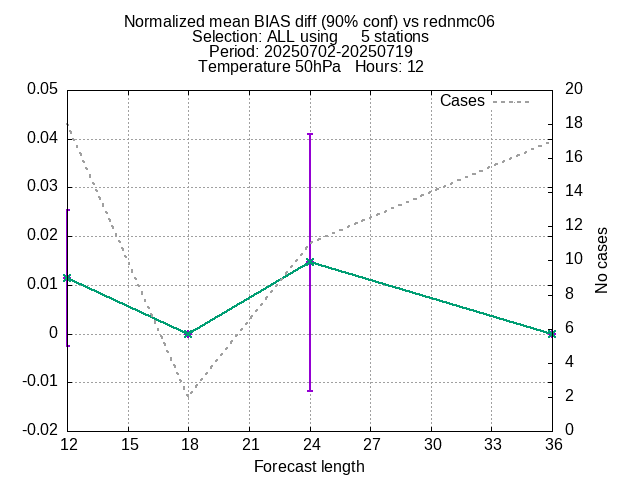 Normalized mean BIAS diff (90% conf) vs rednmc06
Selection: ALL using     5 stations
Period: 20250702-20250719
Temperature 50hPa   Hours: 12
Cases
0.05
0.04
0.03
0.02
0.01
0
-0.01
-0.02
20
18
16
14
12
10
8
6
4
2
0
No cases
12 15 18 21 24 27 30 33 36
Forecast length